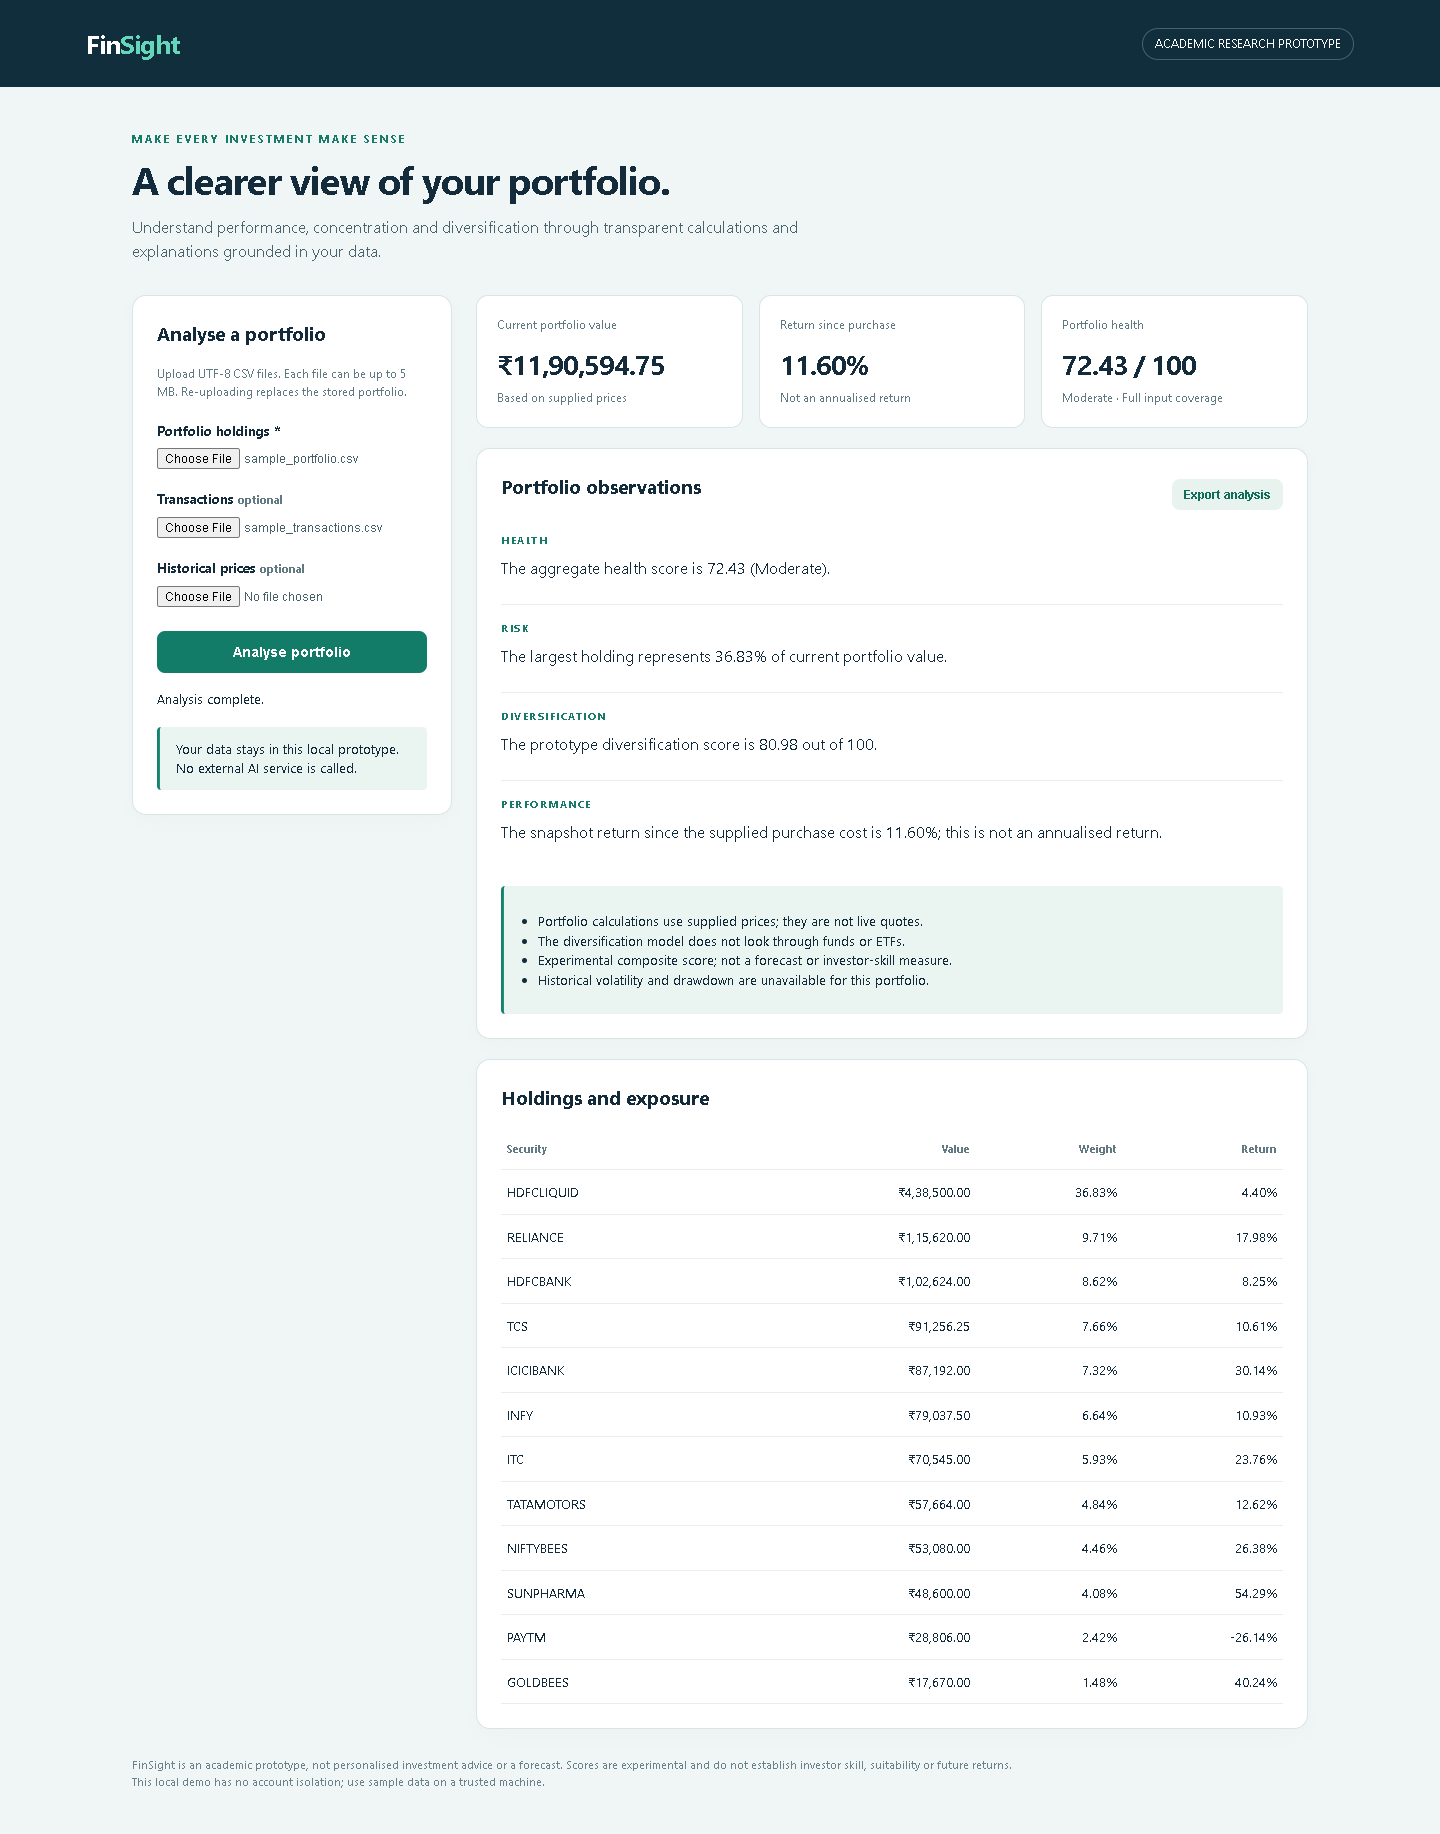 FinSight
ACADEMIC RESEARCH PROTOTYPE
MAKE EVERY INVESTMENT MAKE SENSE
A clearer view of your portfolio.
Understand performance, concentration and diversification through transparent calculations and
explanations grounded in your data.
Analyse a portfolio
Upload UTF-8 CSV files. Each file can be up to 5
MB. Re-uploading replaces the stored portfolio.
Portfolio holdings *
Choose File sample_portfolio.csv
Transactions optional
Choose File sample_transactions.csv
Historical prices optional
Choose File No file chosen
Analyse portfolio
Analysis complete.
Your data stays in this local prototype.
No external AI service is called.
Current portfolio value
₹11,90,594.75
Based on supplied prices
Return since purchase
11.60%
Not an annualised return
Portfolio health
72.43 / 100
Moderate · Full input coverage
Portfolio observations
Export analysis
HEALTH
The aggregate health score is 72.43 (Moderate).
RISK
The largest holding represents 36.83% of current portfolio value.
DIVERSIFICATION
The prototype diversification score is 80.98 out of 100.
PERFORMANCE
The snapshot return since the supplied purchase cost is 11.60%; this is not an annualised return.
• Portfolio calculations use supplied prices; they are not live quotes.
• The diversification model does not look through funds or ETFs.
• Experimental composite score; not a forecast or investor-skill measure.
• Historical volatility and drawdown are unavailable for this portfolio.
Holdings and exposure
Security Value Weight Return
HDFCLIQUID ₹4,38,500.00 36.83% 4.40%
RELIANCE ₹1,15,620.00 9.71% 17.98%
HDFCBANK ₹1,02,624.00 8.62% 8.25%
TCS ₹91,256.25 7.66% 10.61%
ICICIBANK ₹87,192.00 7.32% 30.14%
INFY ₹79,037.50 6.64% 10.93%
ITC ₹70,545.00 5.93% 23.76%
TATAMOTORS ₹57,664.00 4.84% 12.62%
NIFTYBEES ₹53,080.00 4.46% 26.38%
SUNPHARMA ₹48,600.00 4.08% 54.29%
PAYTM ₹28,806.00 2.42% -26.14%
GOLDBEES ₹17,670.00 1.48% 40.24%
FinSight is an academic prototype, not personalised investment advice or a forecast. Scores are experimental and do not establish investor skill, suitability or future returns.
This local demo has no account isolation; use sample data on a trusted machine.